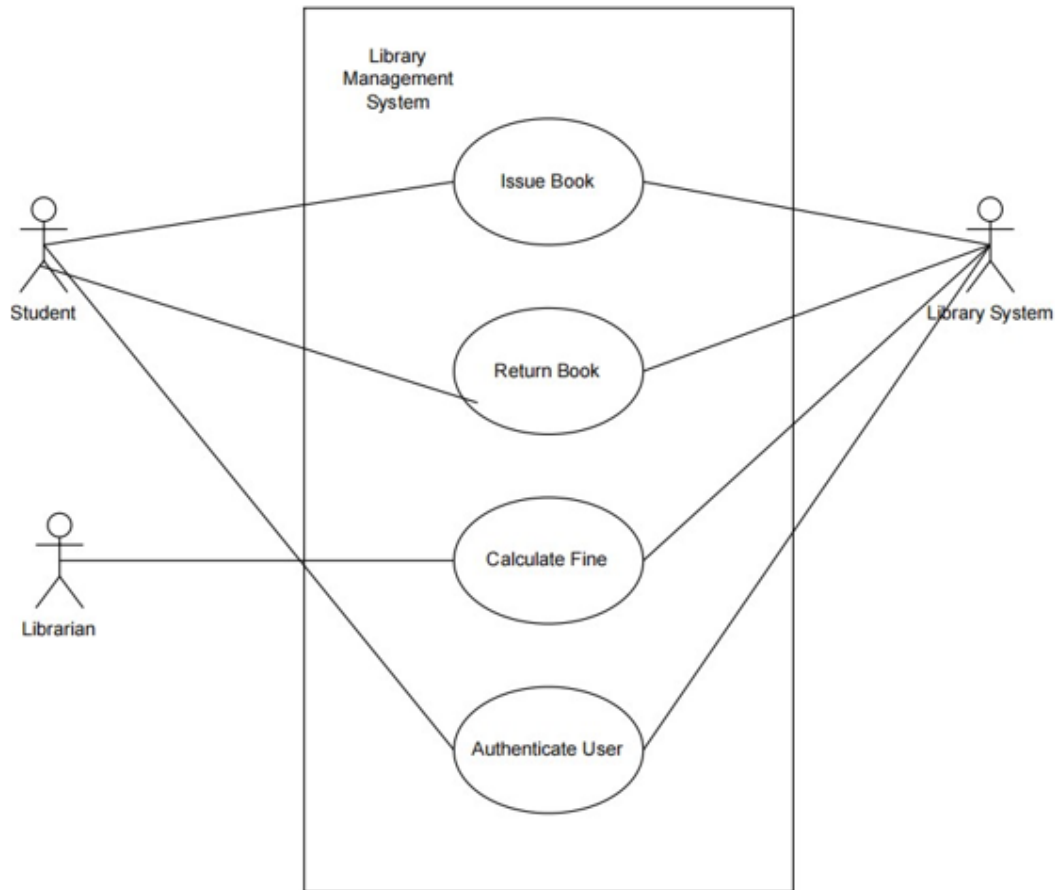 Library
Management
System
Issue Book
Student
Library System
Return Book
Calculate Fine
Librarian
Authenticate User